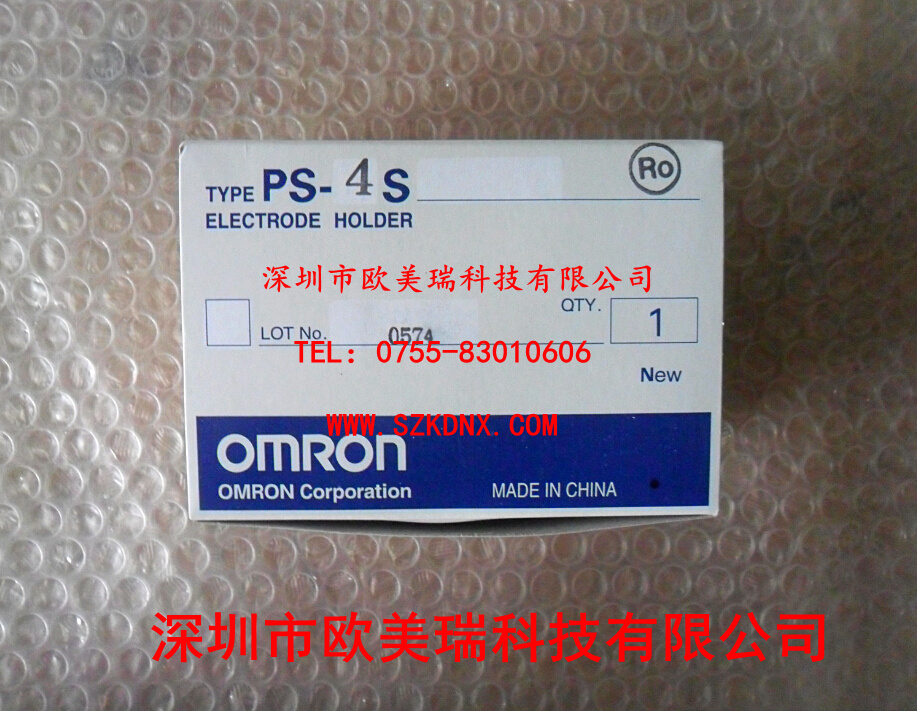 TYPE PS-4S
Ro
ELECTRODE HOLDER
深圳市欧美瑞科技有限公司
QTY. 1
LOT No. 0574
TEL：0755-83010606
New
WWW.SZKDNX.COM
OMRON
OMRON Corporation MADE IN CHINA
深圳市欧美瑞科技有限公司